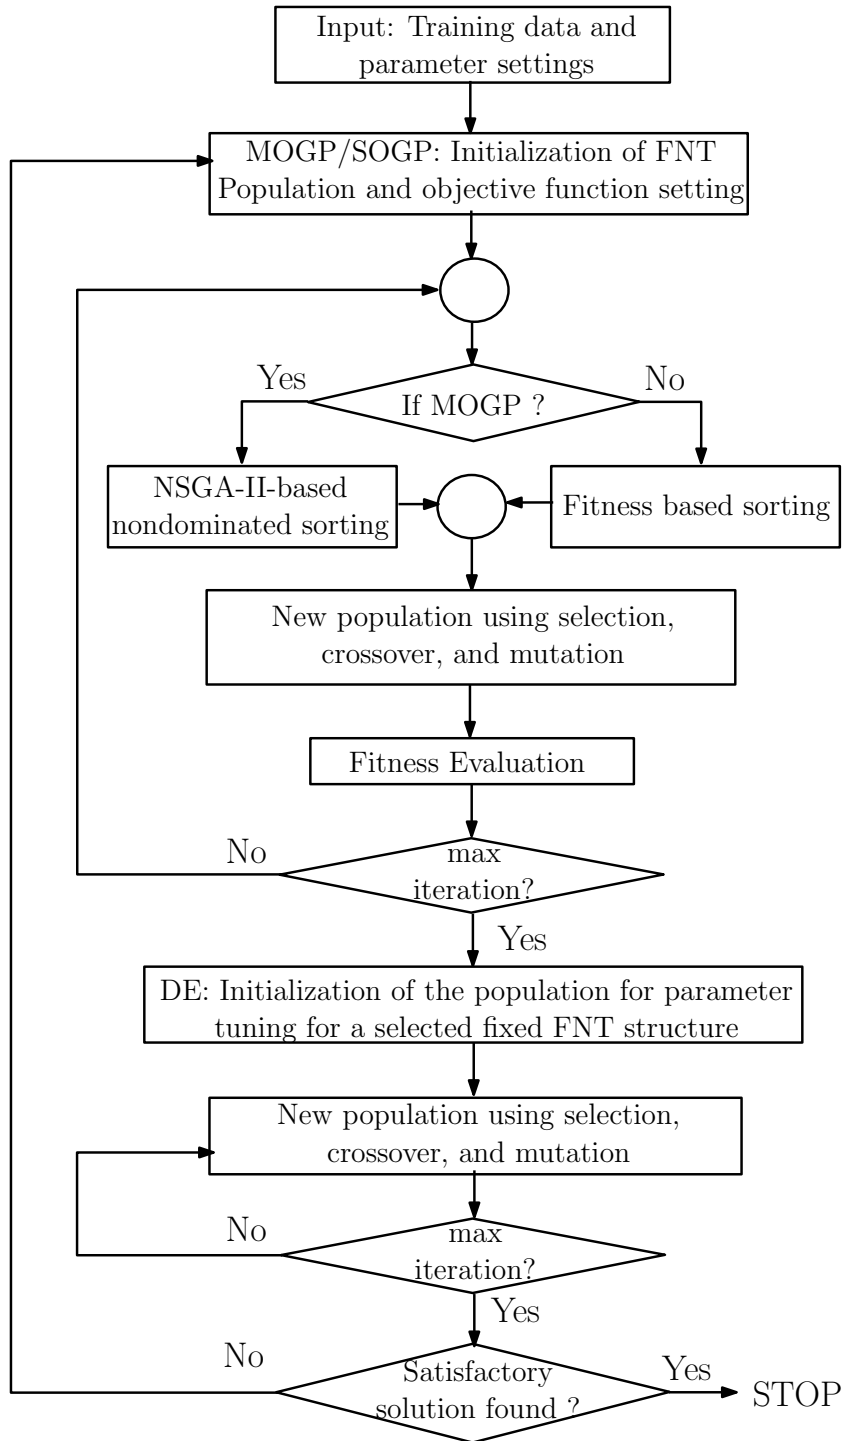 Input: Training data and
parameter settings
MOGP/SOGP: Initialization of FNT
Population and objective function setting
If MOGP ?
Yes
No
NSGA-II-based
nondominated sorting
Fitness based sorting
New population using selection,
crossover, and mutation
Fitness Evaluation
max
iteration?
No
Yes
DE: Initialization of the population for parameter
tuning for a selected fixed FNT structure
New population using selection,
crossover, and mutation
max
iteration?
No
Yes
Satisfactory
solution found ?
No
Yes
STOP